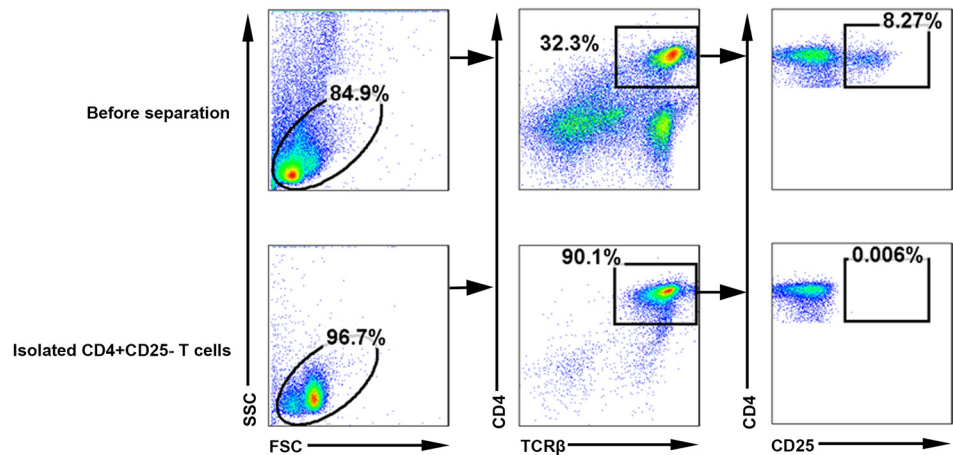 8.27%
32.3%
84.9%
Before separation
SSC
CD4
CD4
90.1%
0.006%
96.7%
Isolated CD4+CD25- T cells
FSC
TCRβ
CD25